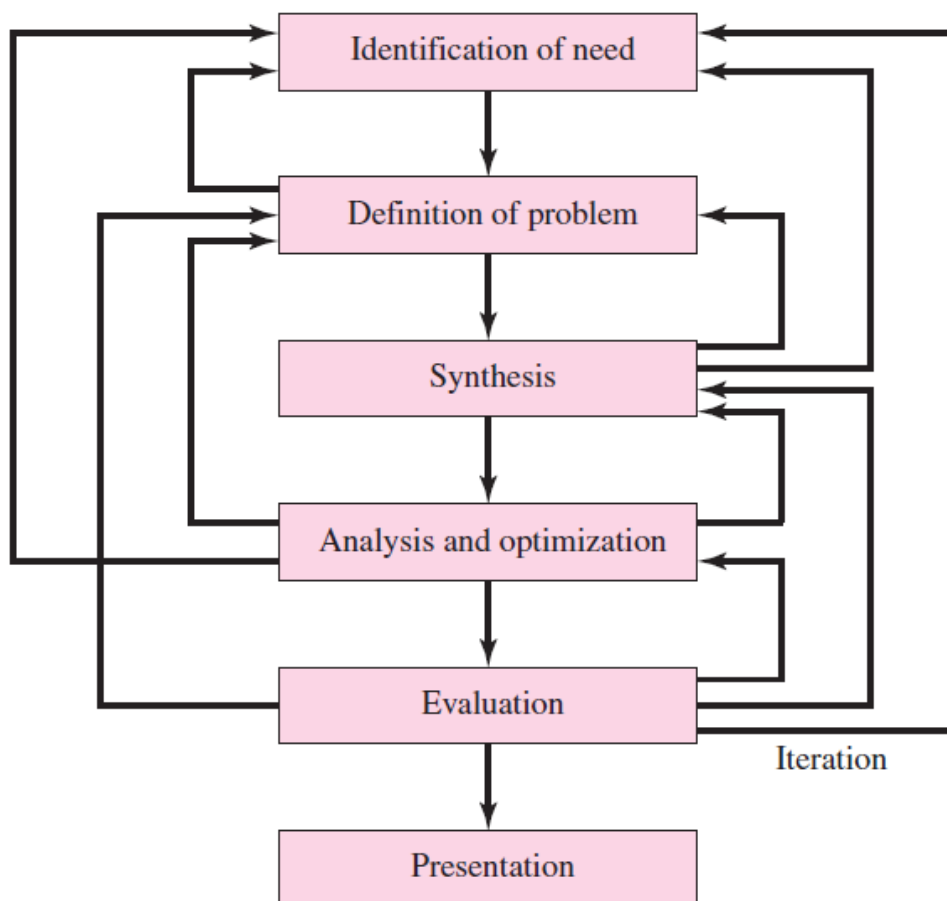 Identification of need
Definition of problem
Synthesis
Analysis and optimization
Evaluation
Iteration
Presentation